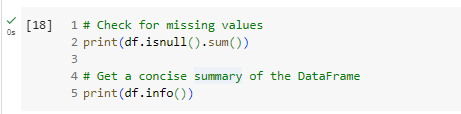 [18] 1 # Check for missing values
0s 2 print(df.isnull().sum())
3
4 # Get a concise summary of the DataFrame
5 print(df.info())